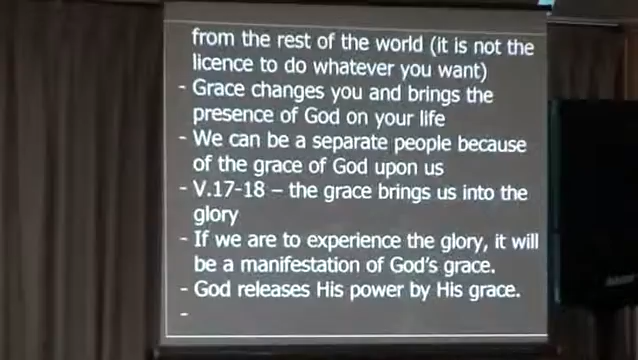 from the rest of the world (it is not the
licence to do whatever you want)
- Grace changes you and brings the
presence of God on your life
- We can be a separate people because
of the grace of God upon us
- V.17-18 – the grace brings us into the
glory
- If we are to experience the glory, it will
be a manifestation of God's grace.
- God releases His power by His grace.
-